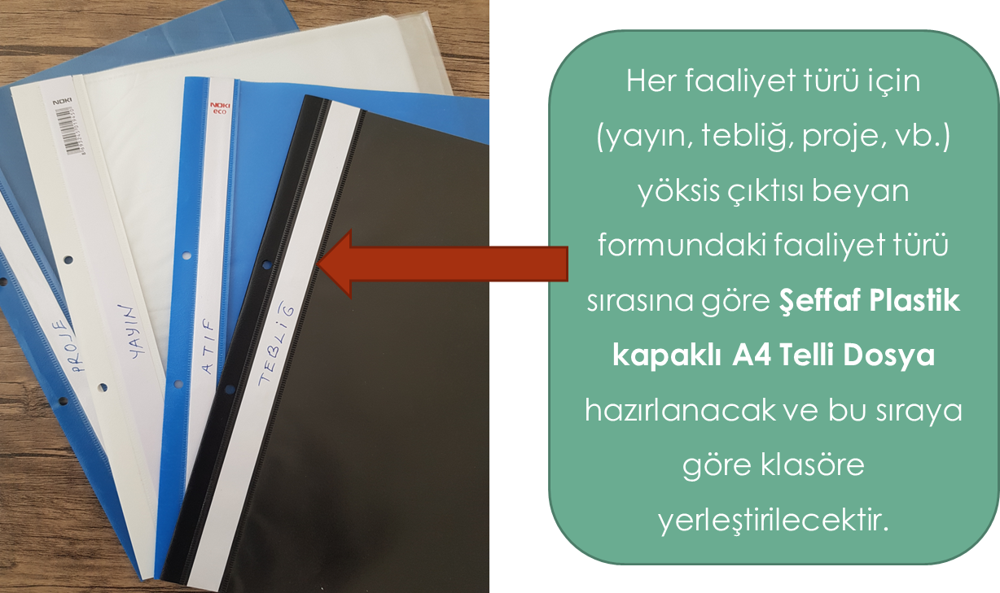 NOKI
NOKI
eco
PROJE
YAYIN
ATIF
TEBLİĞ
Her faaliyet türü için
(yayın, tebliğ, proje, vb.)
yöksis çıktısı beyan
formundaki faaliyet türü
sırasına göre Şeffaf Plastik
kapaklı A4 Telli Dosya
hazırlanacak ve bu sıraya
göre klasöre
yerleştirilecektir.